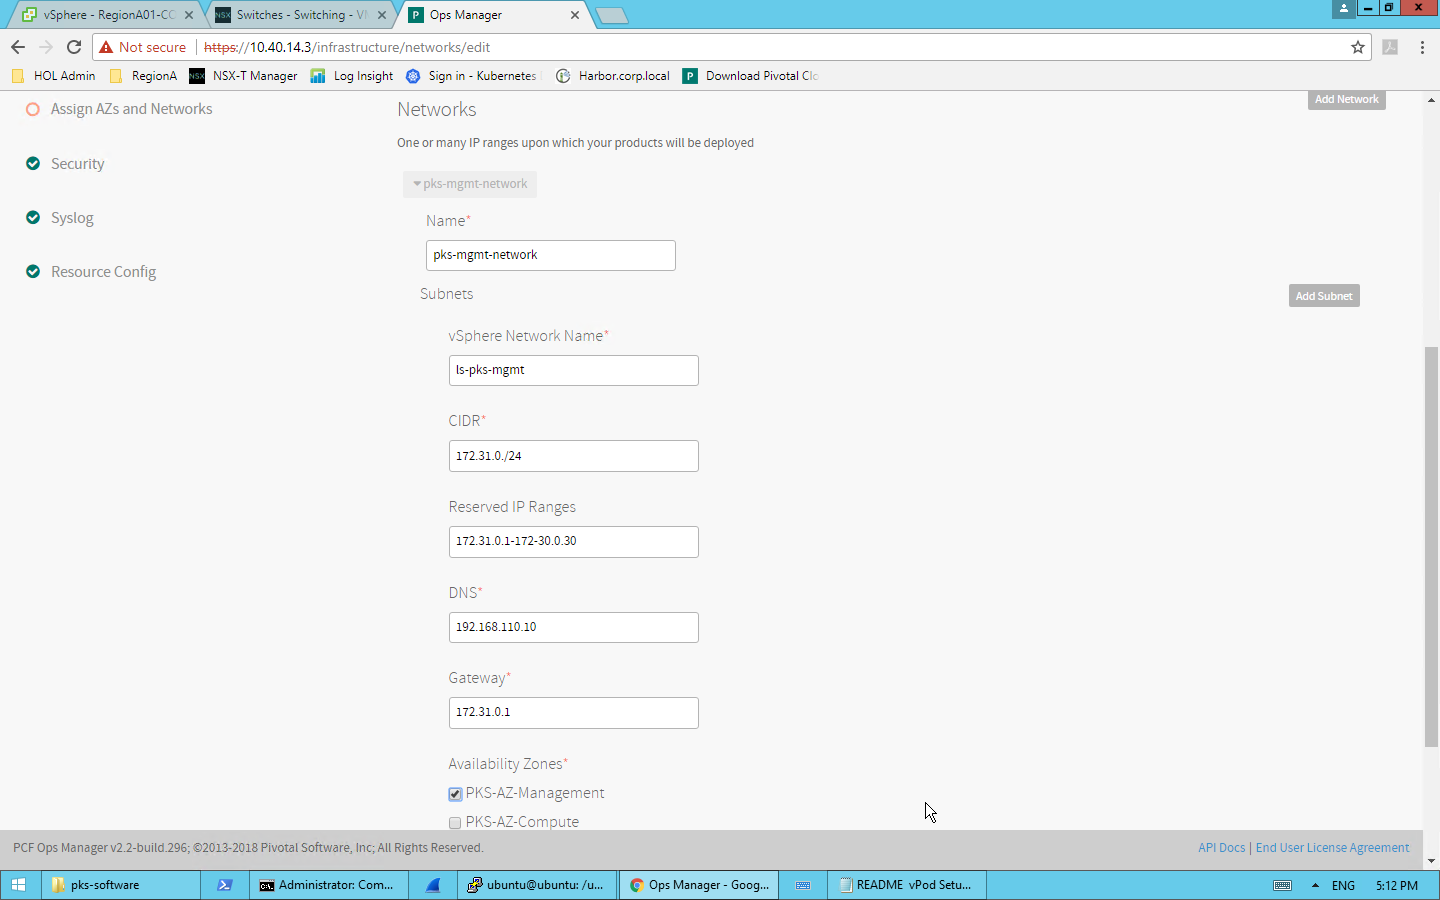 vSphere - RegionA01-CC
NSX Switches - Switching - VM
P Ops Manager
Not secure https://10.40.14.3/infrastructure/networks/edit
HOL Admin
RegionA
NSX NSX-T Manager
Log Insight
Sign in - Kubernetes
Harbor.corp.local
P Download Pivotal Clo
Assign AZs and Networks
Security
Syslog
Resource Config
Networks
Add Network
One or many IP ranges upon which your products will be deployed
pks-mgmt-network
Name*
pks-mgmt-network
Subnets
Add Subnet
vSphere Network Name*
ls-pks-mgmt
CIDR*
172.31.0./24
Reserved IP Ranges
172.31.0.1-172-30.0.30
DNS*
192.168.110.10
Gateway*
172.31.0.1
Availability Zones*
PKS-AZ-Management
PKS-AZ-Compute
PCF Ops Manager v2.2-build.296; ©2013-2018 Pivotal Software, Inc; All Rights Reserved.
API Docs | End User License Agreement
pks-software
Administrator: Com...
ubuntu@ubuntu: /u...
Ops Manager - Goog...
README vPod Setu...
ENG
5:12 PM